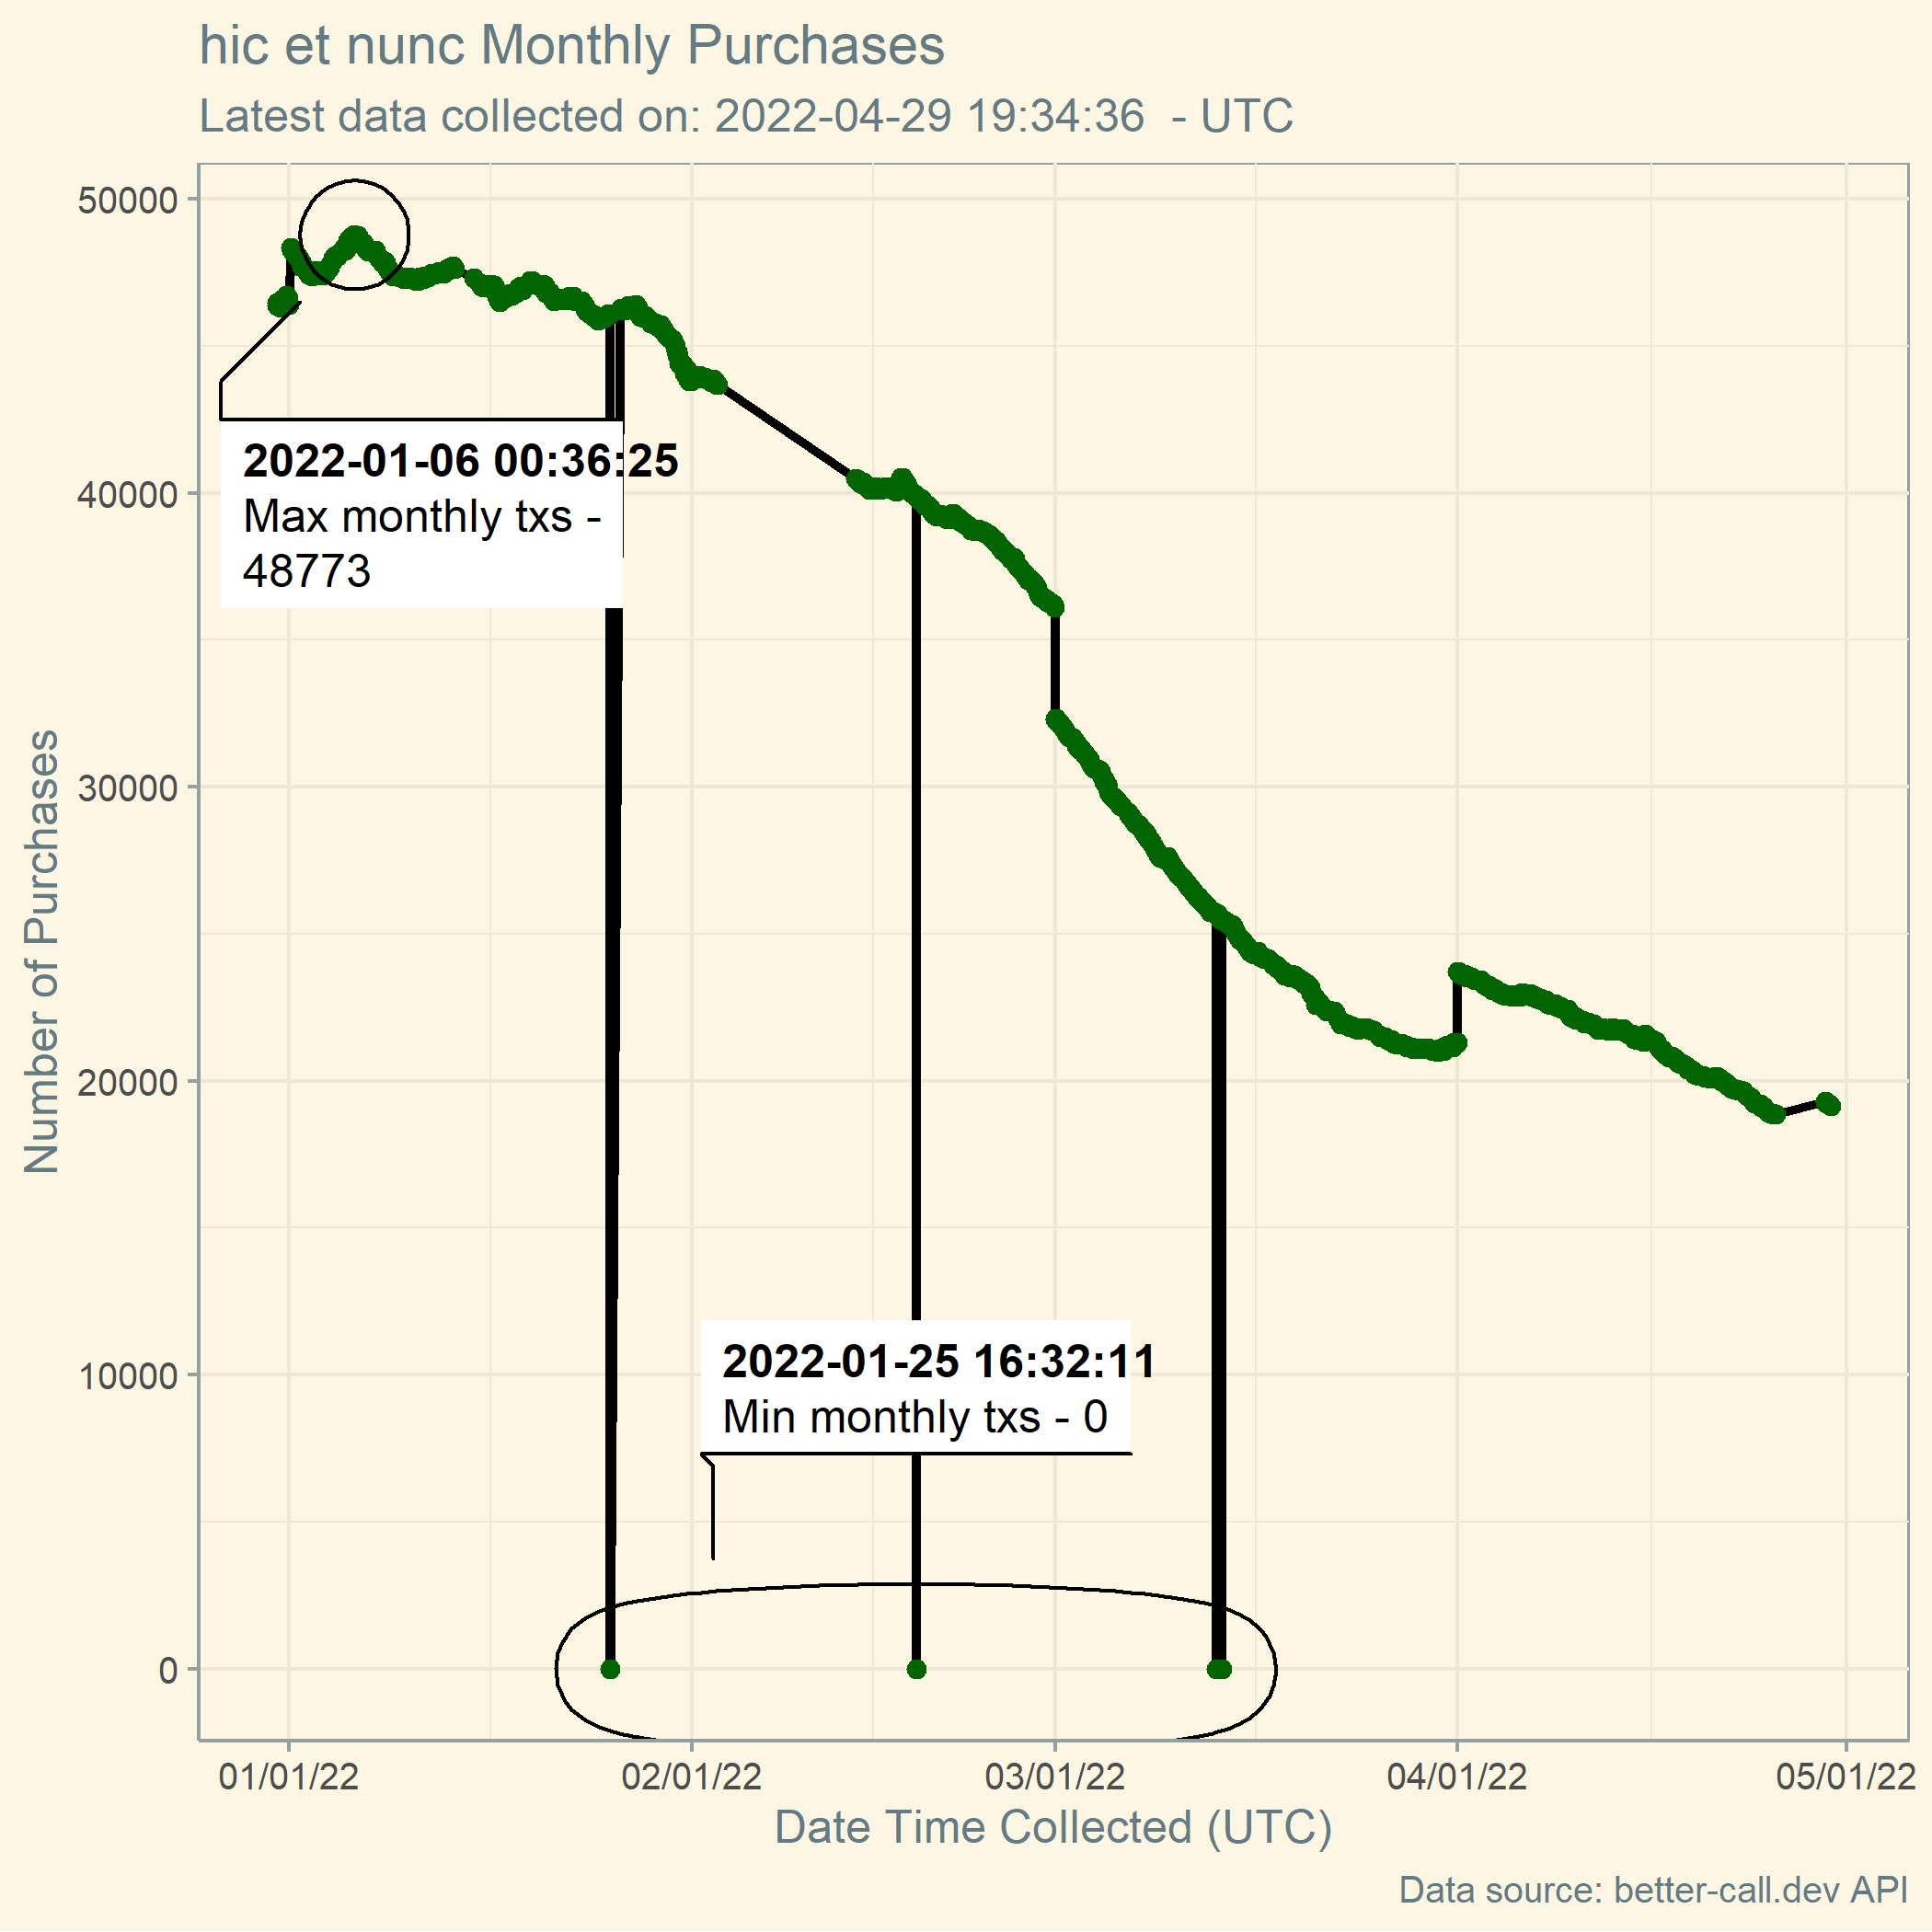 hic et nunc Monthly Purchases
Latest data collected on: 2022-04-29 19:34:36  - UTC
Number of Purchases
50000
40000
30000
20000
10000
0
2022-01-06 00:36:25
Max monthly txs -
48773
2022-01-25 16:32:11
Min monthly txs - 0
01/01/22
02/01/22
03/01/22
04/01/22
05/01/22
Date Time Collected (UTC)
Data source: better-call.dev API